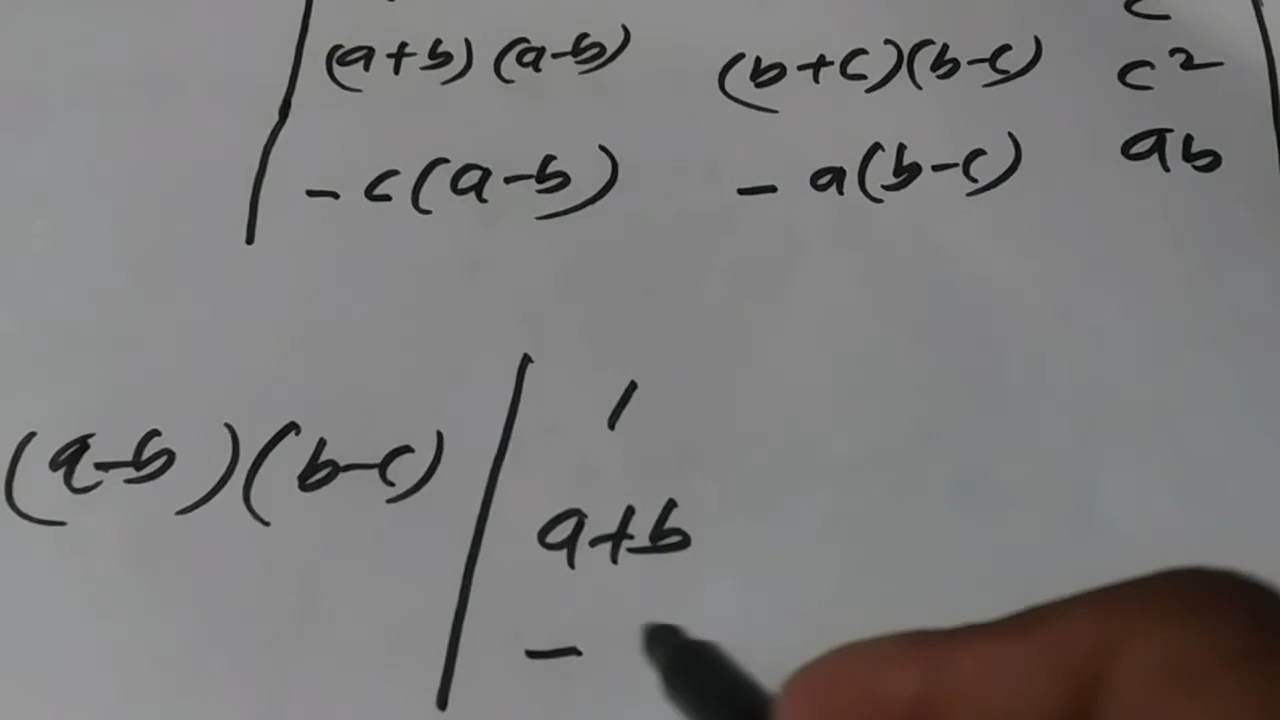 c
(a+b)(a-b) (b+c)(b-c) c²
-c(a-b) -a(b-c) ab
1
(a-b)(b-c)
a+b
-